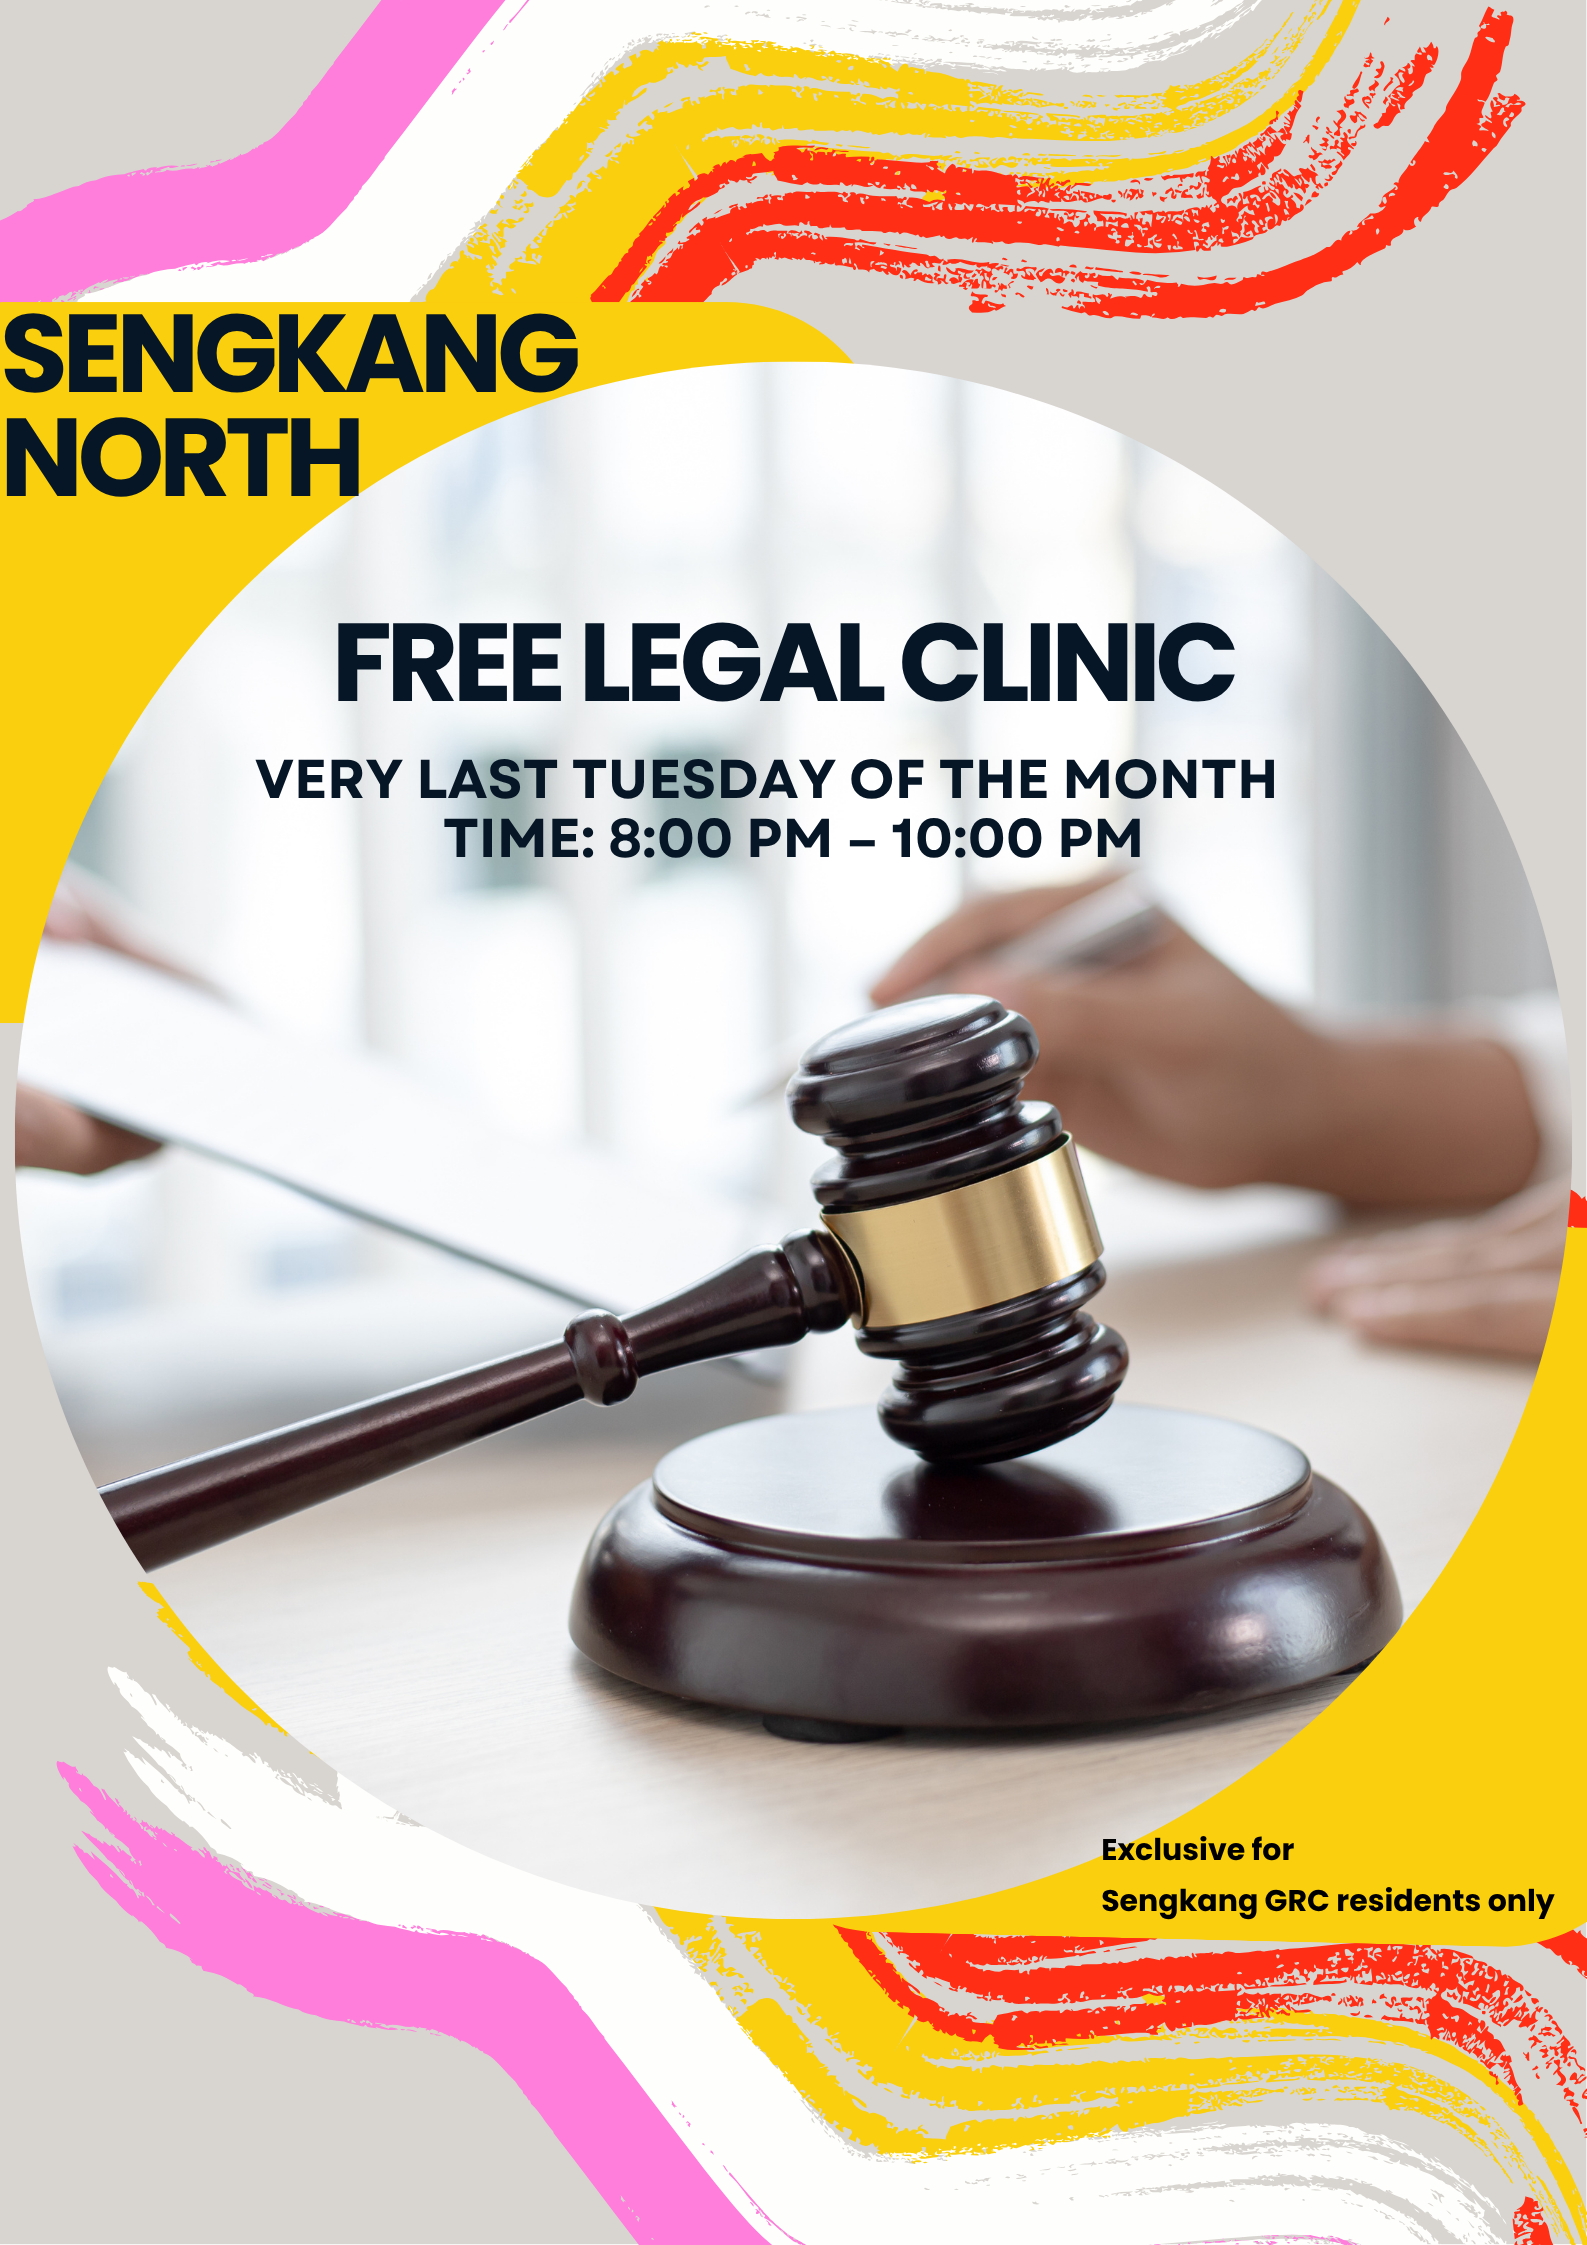 SENGKANG
NORTH
FREE LEGAL CLINIC
VERY LAST TUESDAY OF THE MONTH
TIME: 8:00 PM – 10:00 PM
Exclusive for
Sengkang GRC residents only